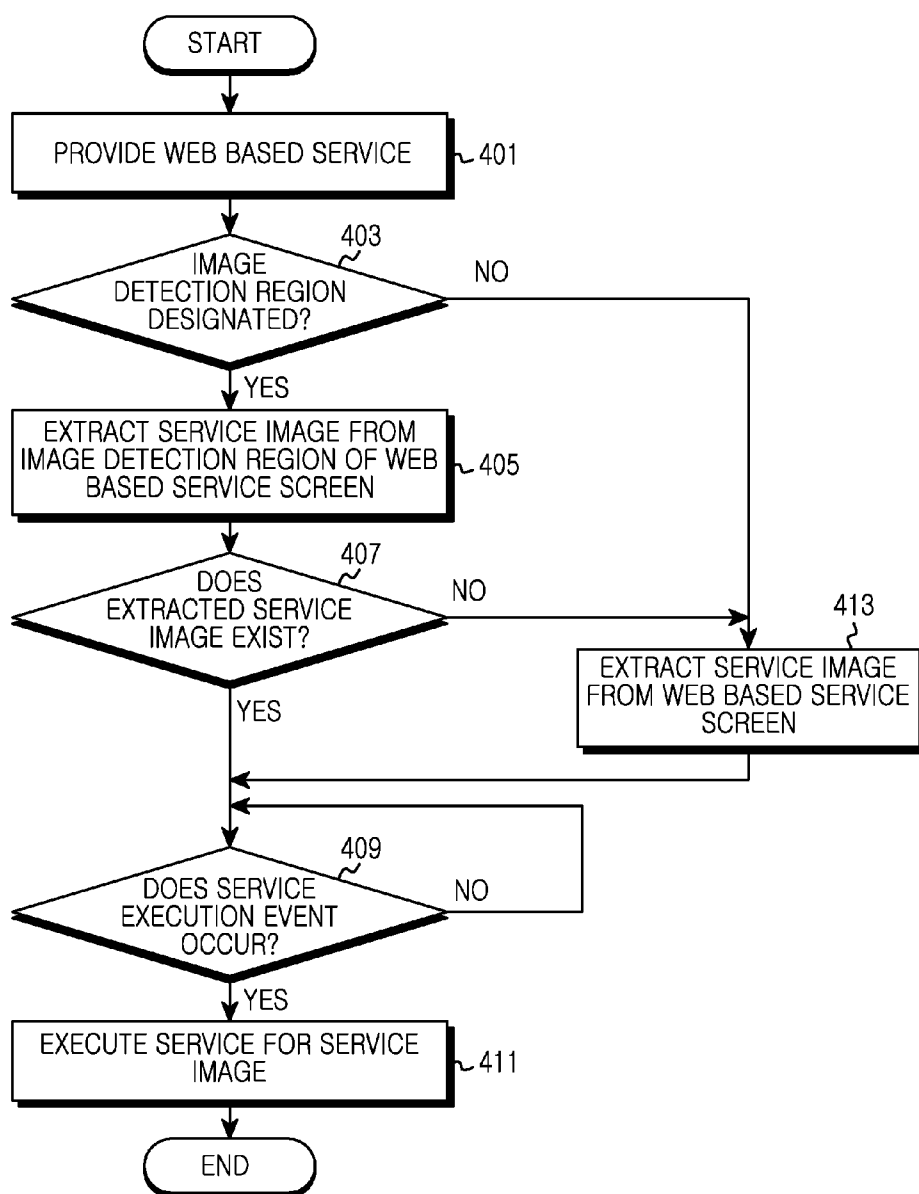 START
PROVIDE WEB BASED SERVICE
401
403
IMAGE
DETECTION REGION
DESIGNATED?
NO
YES
EXTRACT SERVICE IMAGE FROM
IMAGE DETECTION REGION OF WEB
BASED SERVICE SCREEN
405
407
DOES
EXTRACTED SERVICE
IMAGE EXIST?
NO
YES
413
EXTRACT SERVICE IMAGE
FROM WEB BASED SERVICE
SCREEN
409
DOES SERVICE
EXECUTION EVENT
OCCUR?
NO
YES
EXECUTE SERVICE FOR SERVICE
IMAGE
411
END